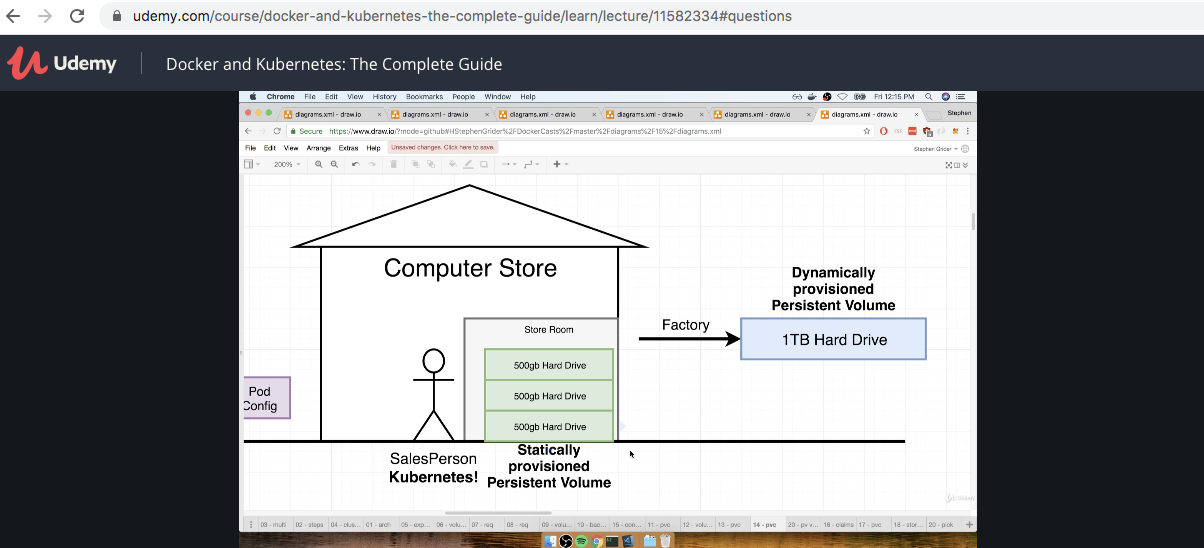 udemy.com/course/docker-and-kubernetes-the-complete-guide/learn/lecture/11582334#questions
Udemy
Docker and Kubernetes: The Complete Guide
Chrome File Edit View History Bookmarks People Window Help
Fri 12:15 PM
diagrams.xml - draw.io
diagrams.xml - draw.io
diagrams.xml - draw.io
diagrams.xml - draw.io
diagrams.xml - draw.io
diagrams.xml - draw.io
Stephen
Secure https://www.draw.io/?mode=github#HStephenGrider%2FDockerCasts%2Fmaster%2Fdiagrams%2F15%2Fdiagrams.xml
File Edit View Arrange Extras Help Unsaved changes. Click here to save.
Stephen Grider
200%
Computer Store
Store Room
500gb Hard Drive
500gb Hard Drive
500gb Hard Drive
Pod
Config
SalesPerson
Kubernetes!
Statically
provisioned
Persistent Volume
Factory
Dynamically
provisioned
Persistent Volume
1TB Hard Drive
Udemy
03 - multi 02 - steps 04 - clus... 01 - arch 05 - exp... 06 - volu... 07 - req 08 - req 09 - volu... 10 - bac... 15 - con... 11 - pvc 12 - volu... 13 - pvc 14 - pvc 20 - pv v... 16 - claims 17 - pvc 18 - stor... 20 - pick